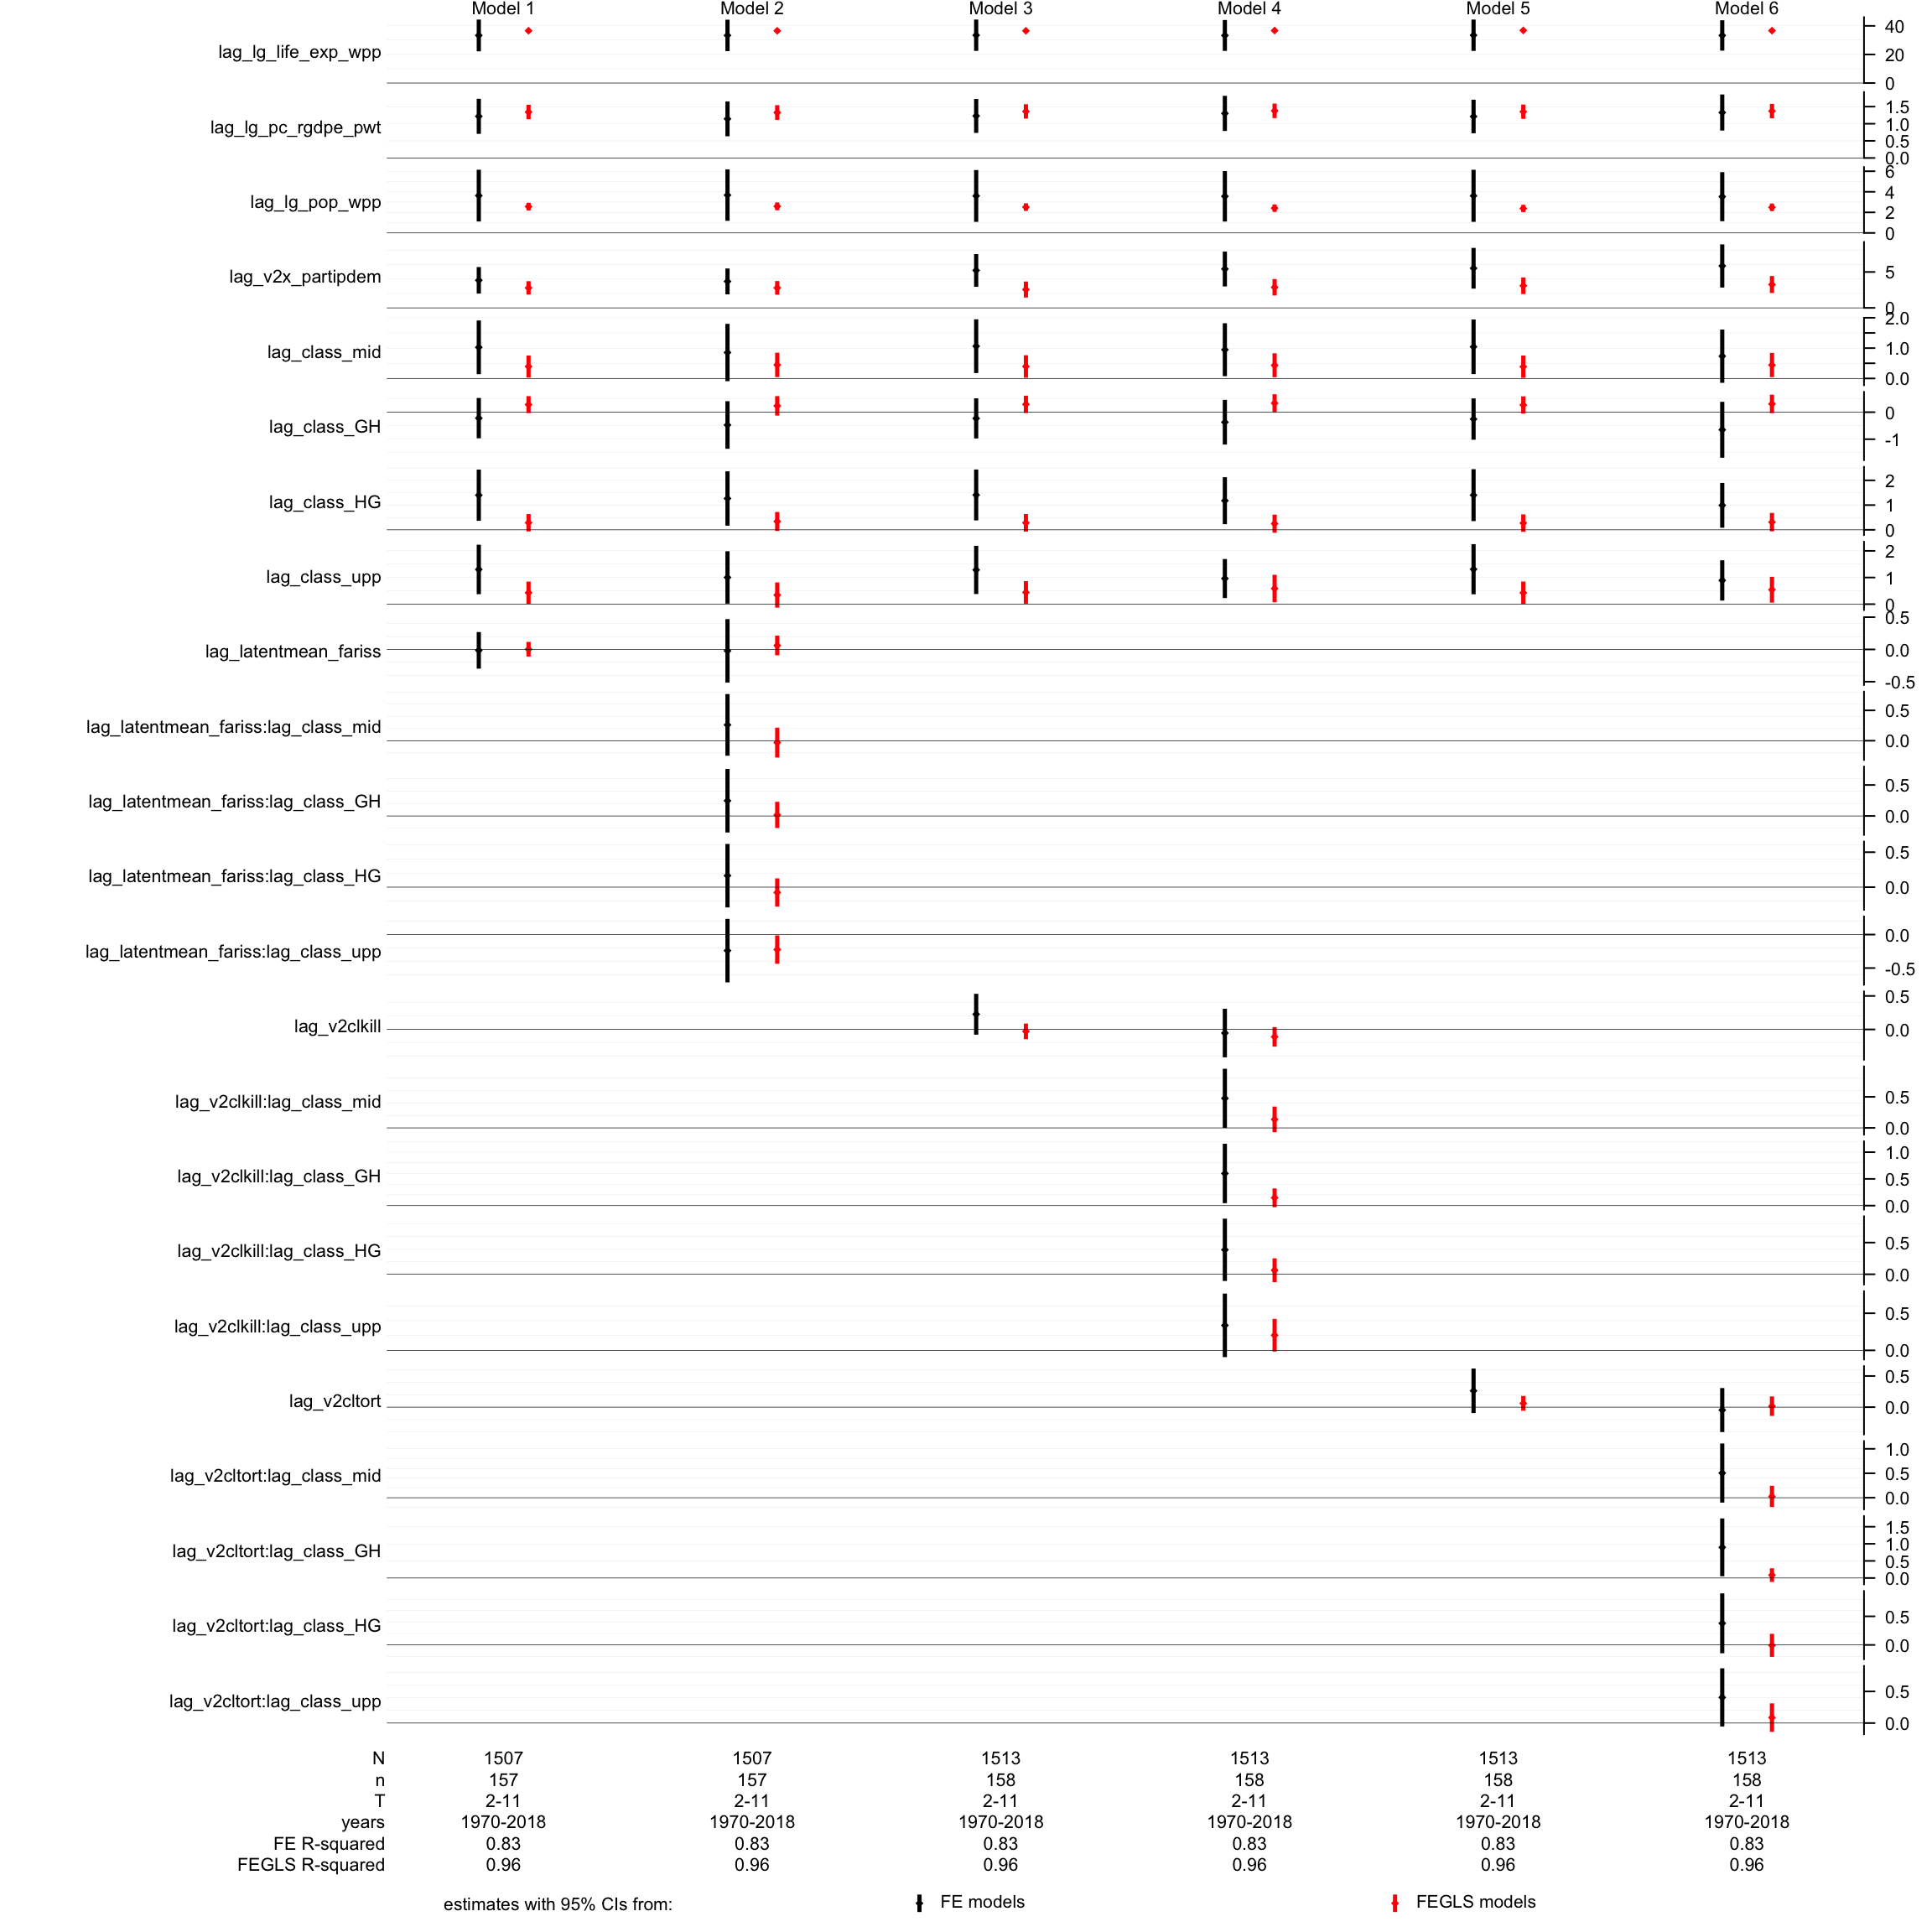 Model 1 Model 2 Model 3 Model 4 Model 5 Model 6
lag_lg_life_exp_wpp 40 20 0
lag_lg_pc_rgdpe_pwt 1.5 1.0 0.5 0.0
lag_lg_pop_wpp 6 4 2 0
lag_v2x_partipdem 5 0
lag_class_mid 2.0 1.0 0.0
lag_class_GH 0 -1
lag_class_HG 2 1 0
lag_class_upp 2 1 0
lag_latentmean_fariss 0.5 0.0 -0.5
lag_latentmean_fariss:lag_class_mid 0.5 0.0
lag_latentmean_fariss:lag_class_GH 0.5 0.0
lag_latentmean_fariss:lag_class_HG 0.5 0.0
lag_latentmean_fariss:lag_class_upp 0.0 -0.5
lag_v2clkill 0.5 0.0
lag_v2clkill:lag_class_mid 0.5 0.0
lag_v2clkill:lag_class_GH 1.0 0.5 0.0
lag_v2clkill:lag_class_HG 0.5 0.0
lag_v2clkill:lag_class_upp 0.5 0.0
lag_v2cltort 0.5 0.0
lag_v2cltort:lag_class_mid 1.0 0.5 0.0
lag_v2cltort:lag_class_GH 1.5 1.0 0.5 0.0
lag_v2cltort:lag_class_HG 0.5 0.0
lag_v2cltort:lag_class_upp 0.5 0.0
N 1507 1507 1513 1513 1513 1513
n 157 157 158 158 158 158
T 2-11 2-11 2-11 2-11 2-11 2-11
years 1970-2018 1970-2018 1970-2018 1970-2018 1970-2018 1970-2018
FE R-squared 0.83 0.83 0.83 0.83 0.83 0.83
FEGLS R-squared 0.96 0.96 0.96 0.96 0.96 0.96
estimates with 95% CIs from: FE models FEGLS models